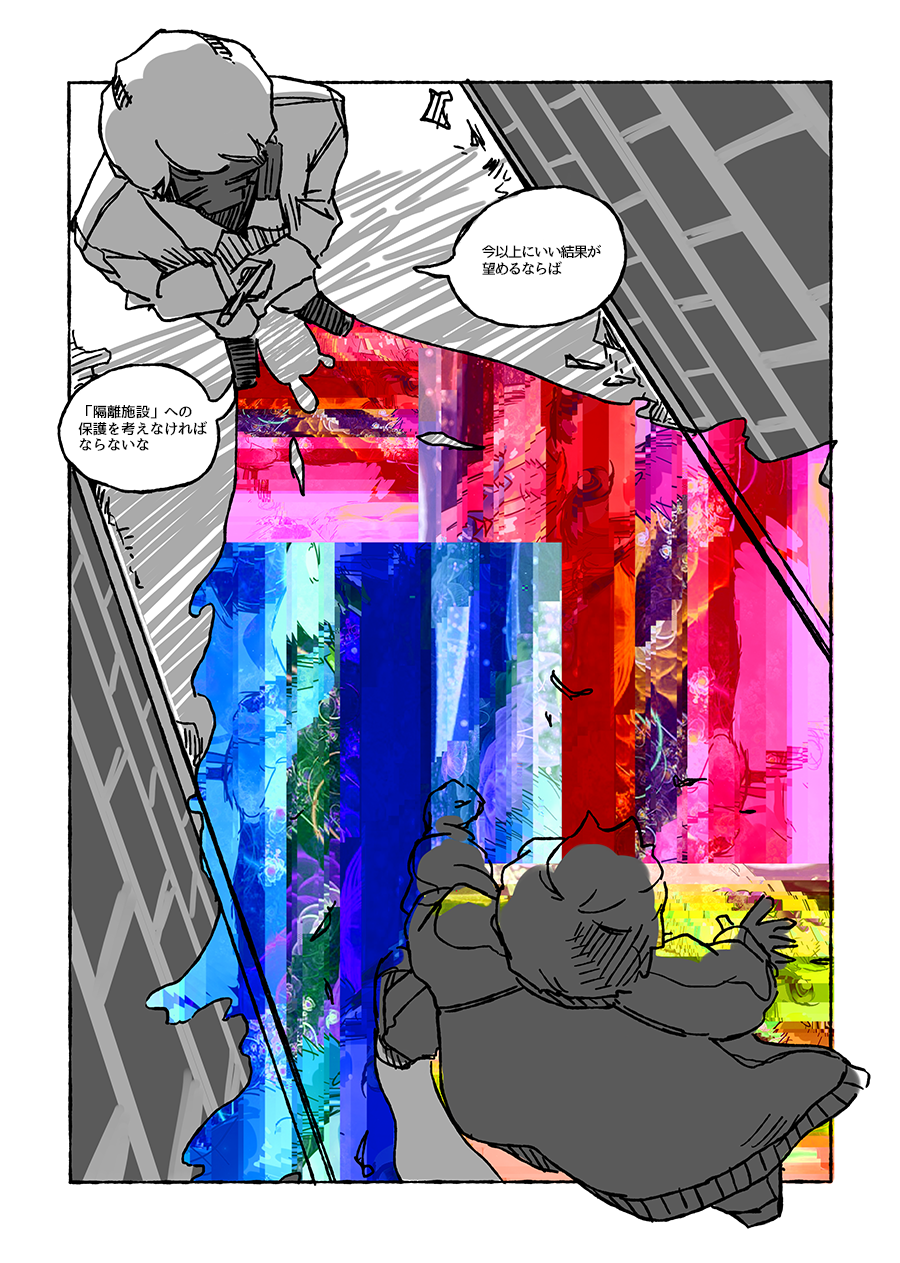 今以上にいい結果が
望めるならば
「隔離施設」への
保護を考えなければ
ならないな